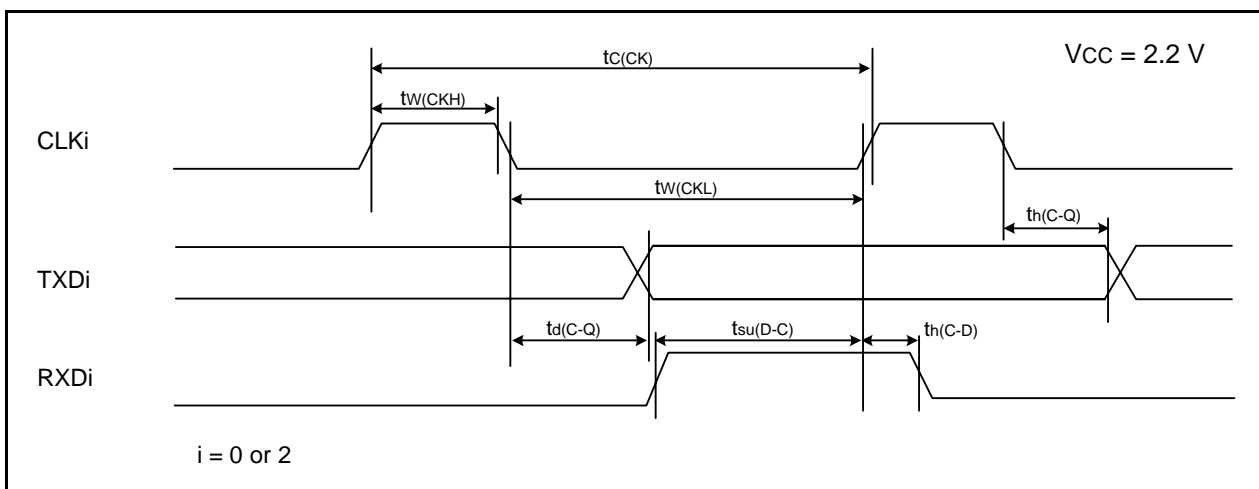 tC(CK)
VCC = 2.2 V
tW(CKH)
CLKi
tW(CKL)
th(C-Q)
TXDi
td(C-Q)
tsu(D-C)
th(C-D)
RXDi
i = 0 or 2